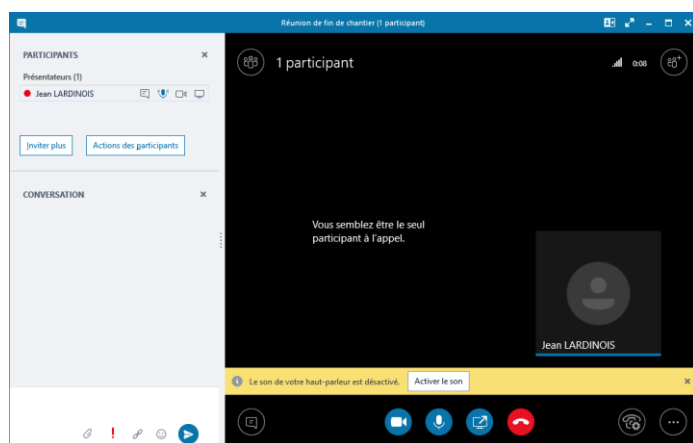 Réunion de fin de chantier (1 participant)
PARTICIPANTS
Présentateurs (1)
Jean LARDINOIS
Inviter plus
Actions des participants
CONVERSATION
1 participant
0:08
Vous semblez être le seul
participant à l'appel.
Jean LARDINOIS
Le son de votre haut-parleur est désactivé.
Activer le son